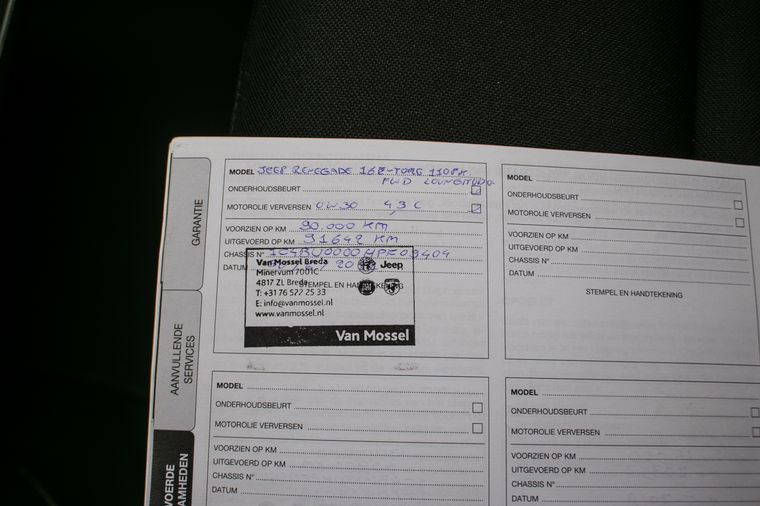 GARANTIE
AANVULLENDE
SERVICES
VOERDE
AMHEDEN
MODEL JEEP RENEGADE 16E-TORQ 110PK
FWD LONGITUDE
ONDERHOUDSBEURT
MOTOROLIE VERVERSEN 0W30 4,3 L
VOORZIEN OP KM 90.000 KM
UITGEVOERD OP KM 91642 KM
CHASSIS N°
DATUM
STEMPEL EN HANDTEKENING
Van Mossel Breda
Minervum 7001C
4817 ZL Breda
T: +31 76 522 25 33
E: info@vanmossel.nl
www.vanmossel.nl
Jeep
Van Mossel
MODEL
ONDERHOUDSBEURT
MOTOROLIE VERVERSEN
VOORZIEN OP KM
UITGEVOERD OP KM
CHASSIS N°
DATUM
STEMPEL EN HANDTEKENING
MODEL
ONDERHOUDSBEURT
MOTOROLIE VERVERSEN
VOORZIEN OP KM
UITGEVOERD OP KM
CHASSIS N°
DATUM
MODEL
ONDERHOUDSBEURT
MOTOROLIE VERVERSEN
VOORZIEN OP KM
UITGEVOERD OP KM
CHASSIS N°
DATUM